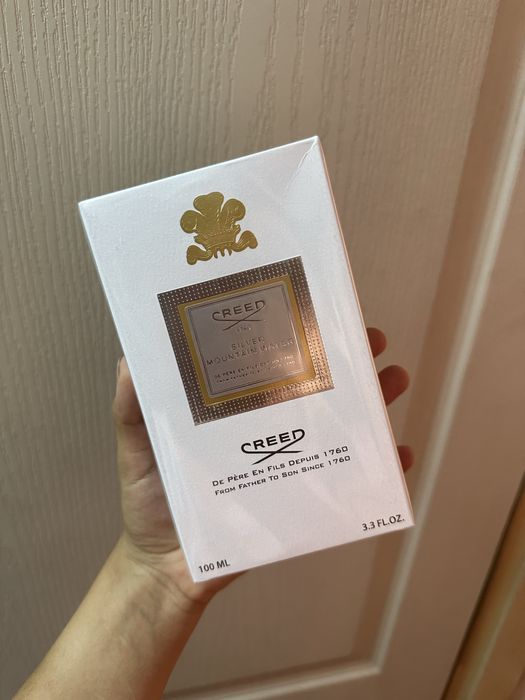 CREED
SILVER
MOUNTAIN WATER
CREED
DE PÈRE EN FILS DEPUIS 1760
FROM FATHER TO SON SINCE 1760
100 ML
3.3 FL.OZ.